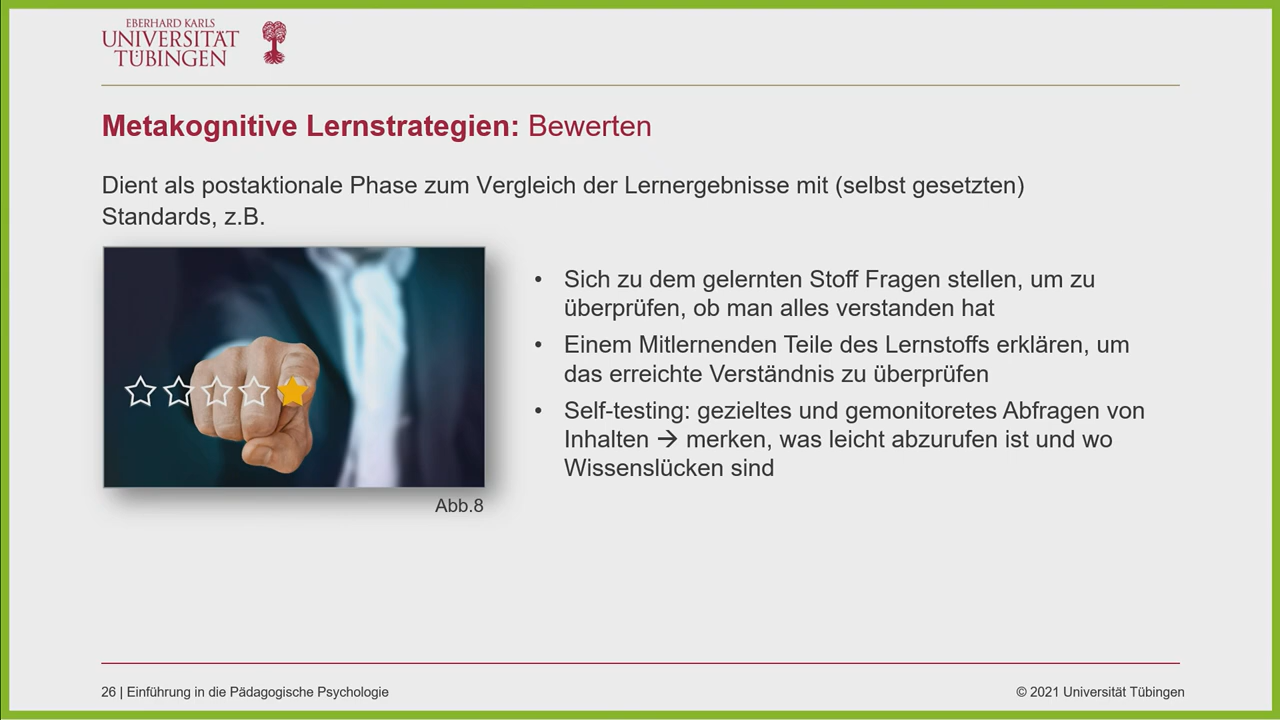 EBERHARD KARLS
UNIVERSITÄT
TÜBINGEN
Metakognitive Lernstrategien: Bewerten
Dient als postaktionale Phase zum Vergleich der Lernergebnisse mit (selbst gesetzten)
Standards, z.B.
• Sich zu dem gelernten Stoff Fragen stellen, um zu
überprüfen, ob man alles verstanden hat
• Einem Mitlernenden Teile des Lernstoffs erklären, um
das erreichte Verständnis zu überprüfen
• Self-testing: gezieltes und gemonitoretes Abfragen von
Inhalten → merken, was leicht abzurufen ist und wo
Wissenslücken sind
Abb.8
26 | Einführung in die Pädagogische Psychologie
© 2021 Universität Tübingen